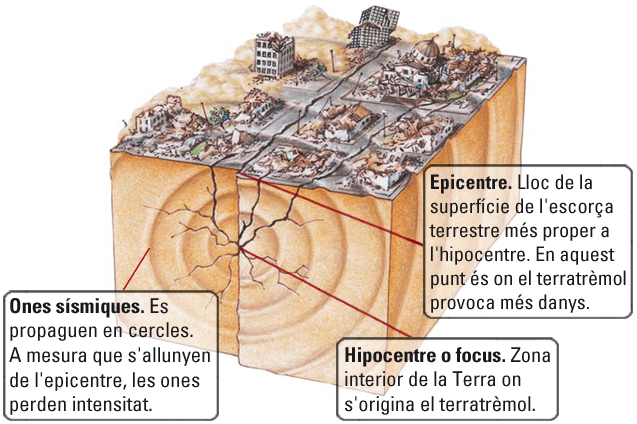 Epicentre. Lloc de la
superfície de l'escorça
terrestre més proper a
l'hipocentre. En aquest
punt és on el terratrèmol
provoca més danys.
Ones sísmiques. Es
propaguen en cercles.
A mesura que s'allunyen
de l'epicentre, les ones
perden intensitat.
Hipocentre o focus. Zona
interior de la Terra on
s'origina el terratrèmol.